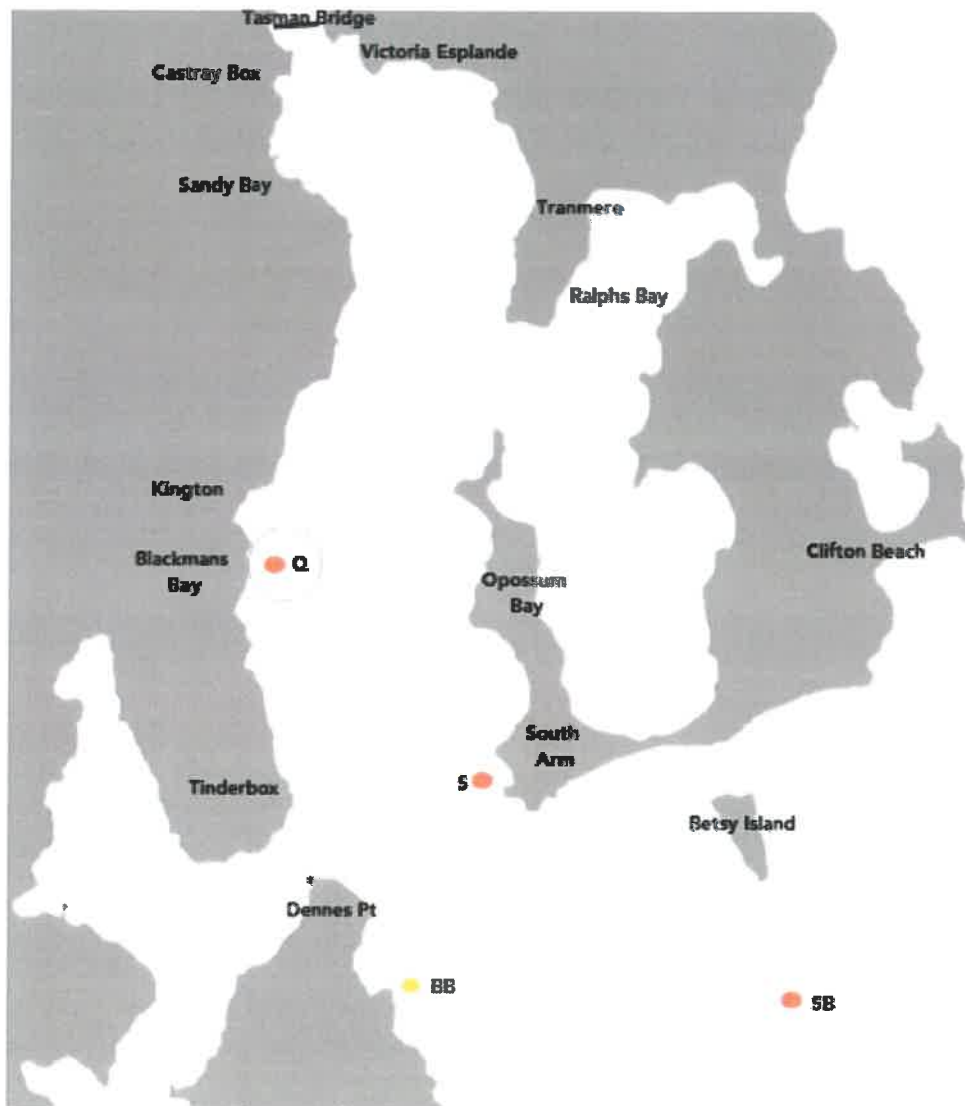 Tasman Bridge
Victoria Esplande
Castray Box
Sandy Bay
Tranmere
Ralphs Bay
Kington
Blackmans
Bay
Q
Clifton Beach
Opossum
Bay
South
Arm
S
Tinderbox
Betsy Island
Dennes Pt
BB
SB